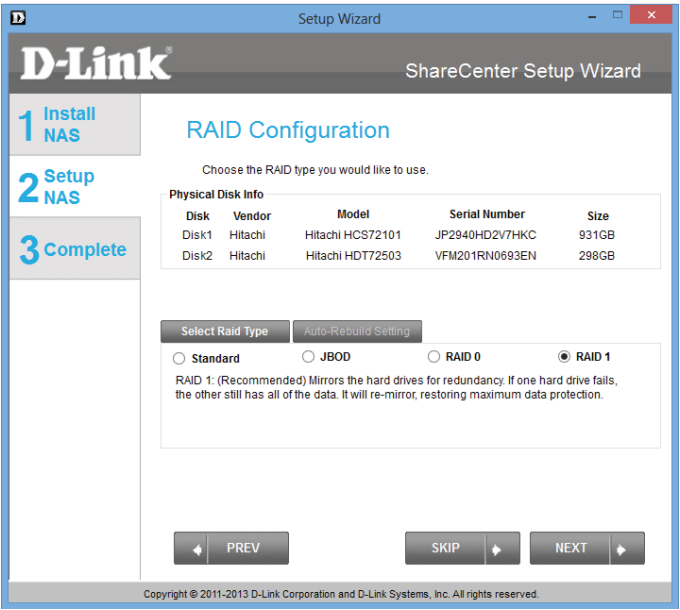 Setup Wizard
D-Link®
ShareCenter Setup Wizard
1 Install NAS
2 Setup NAS
3 Complete
RAID Configuration
Choose the RAID type you would like to use.
Physical Disk Info
Disk Vendor Model Serial Number Size
Disk1 Hitachi Hitachi HCS72101 JP2940HD2V7HKC 931GB
Disk2 Hitachi Hitachi HDT72503 VFM201RN0693EN 298GB
Select Raid Type Auto-Rebuild Setting
Standard JBOD RAID 0 RAID 1
RAID 1: (Recommended) Mirrors the hard drives for redundancy. If one hard drive fails,
the other still has all of the data. It will re-mirror, restoring maximum data protection.
PREV SKIP NEXT
Copyright © 2011-2013 D-Link Corporation and D-Link Systems, Inc. All rights reserved.